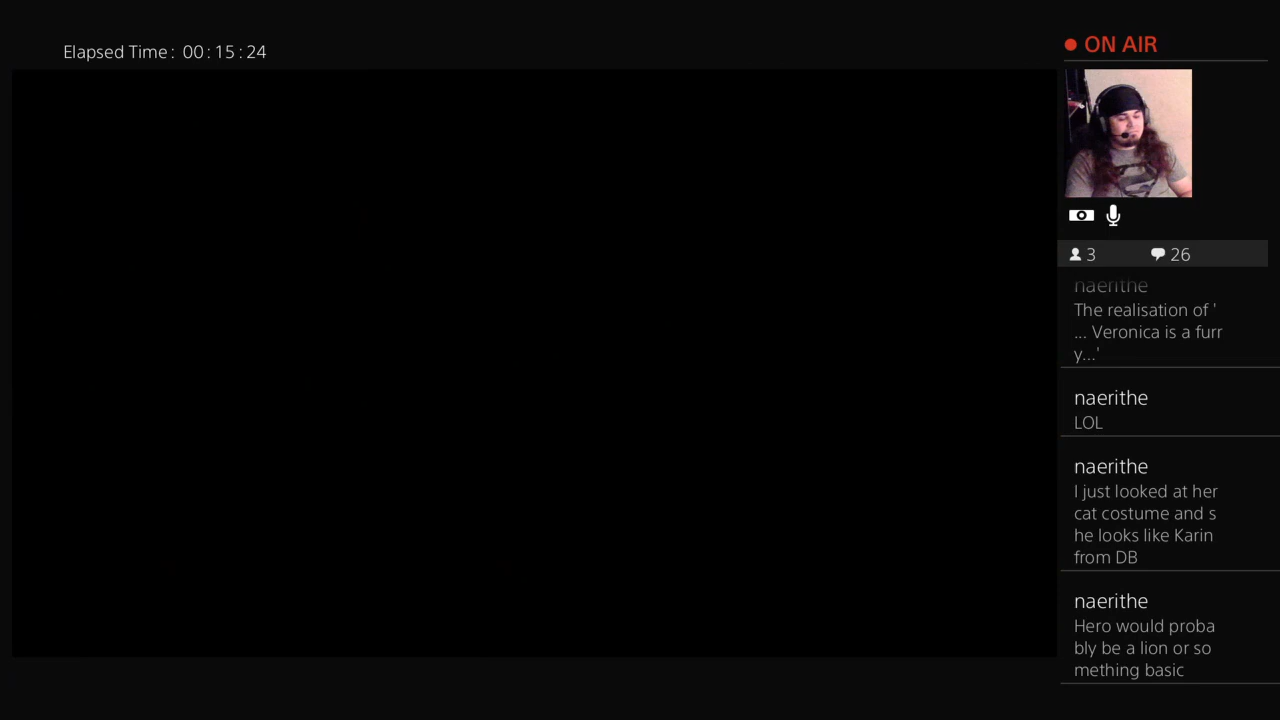 Elapsed Time: 00:15:24
ON AIR
3 26
naerithe
The realisation of '
... Veronica is a furr
y...'
naerithe
LOL
naerithe
I just looked at her
cat costume and s
he looks like Karin
from DB
naerithe
Hero would proba
bly be a lion or so
mething basic